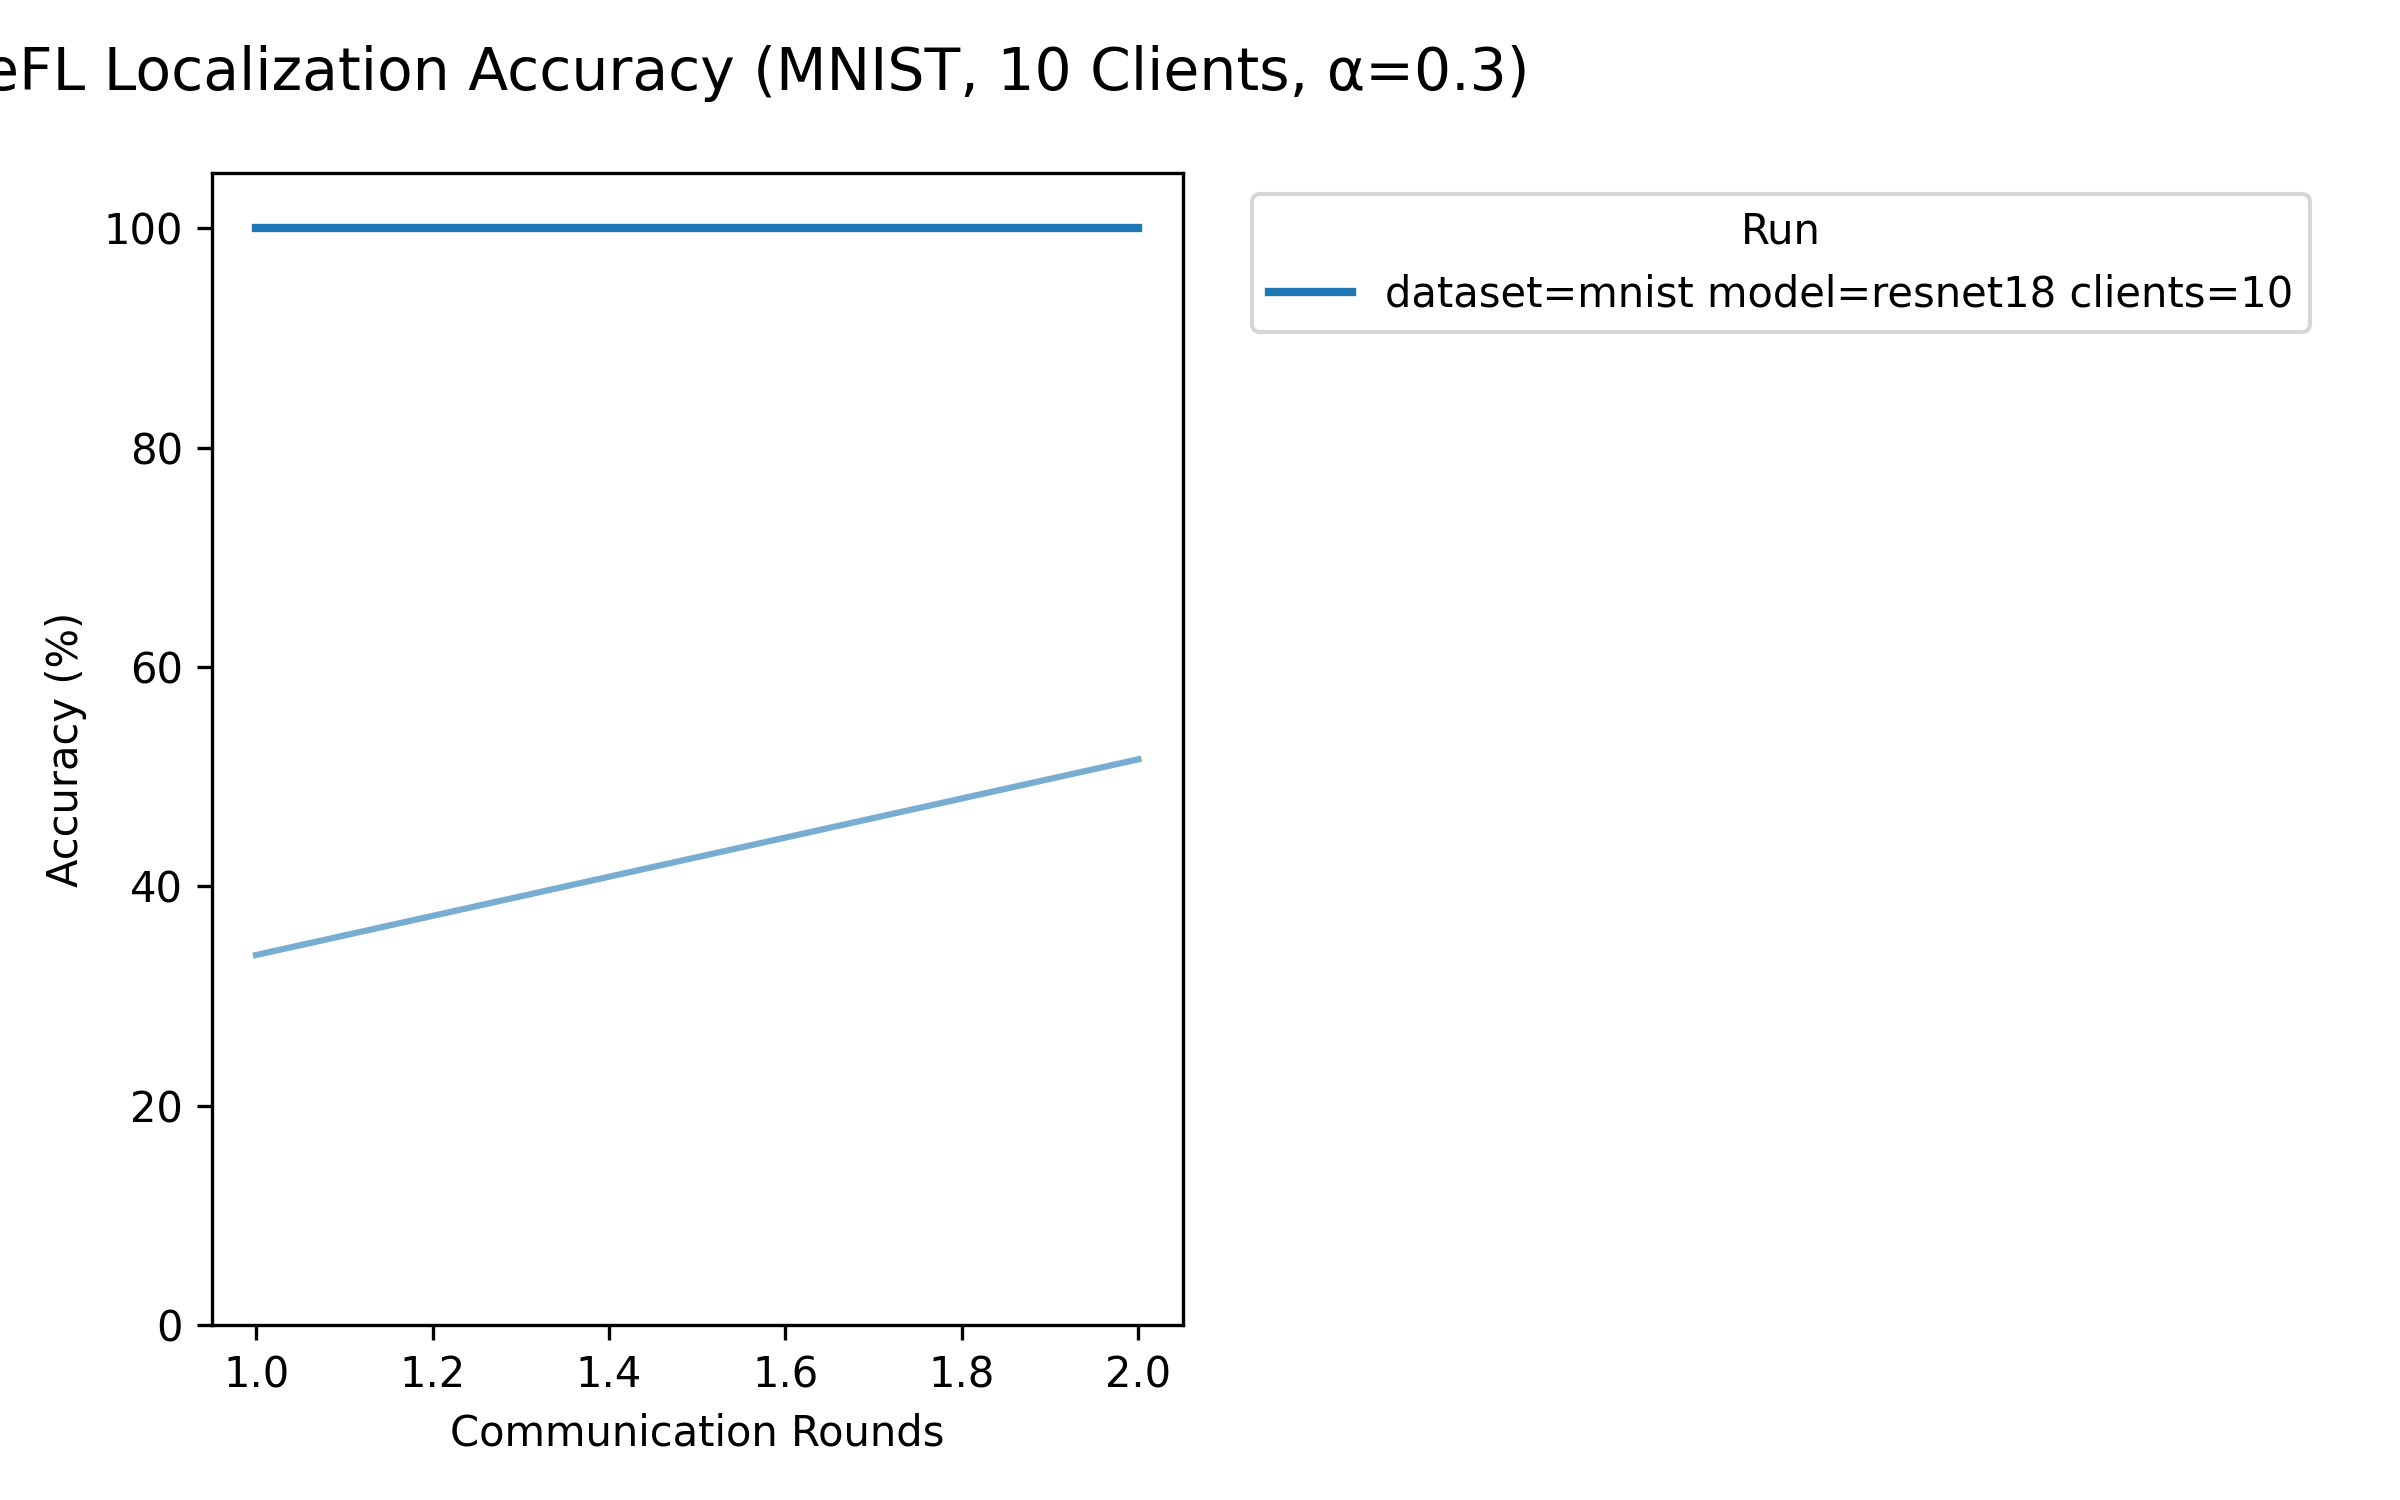 eFL Localization Accuracy (MNIST, 10 Clients, α=0.3)
Run
dataset=mnist model=resnet18 clients=10
Accuracy (%)
100
80
60
40
20
0
1.0 1.2 1.4 1.6 1.8 2.0
Communication Rounds